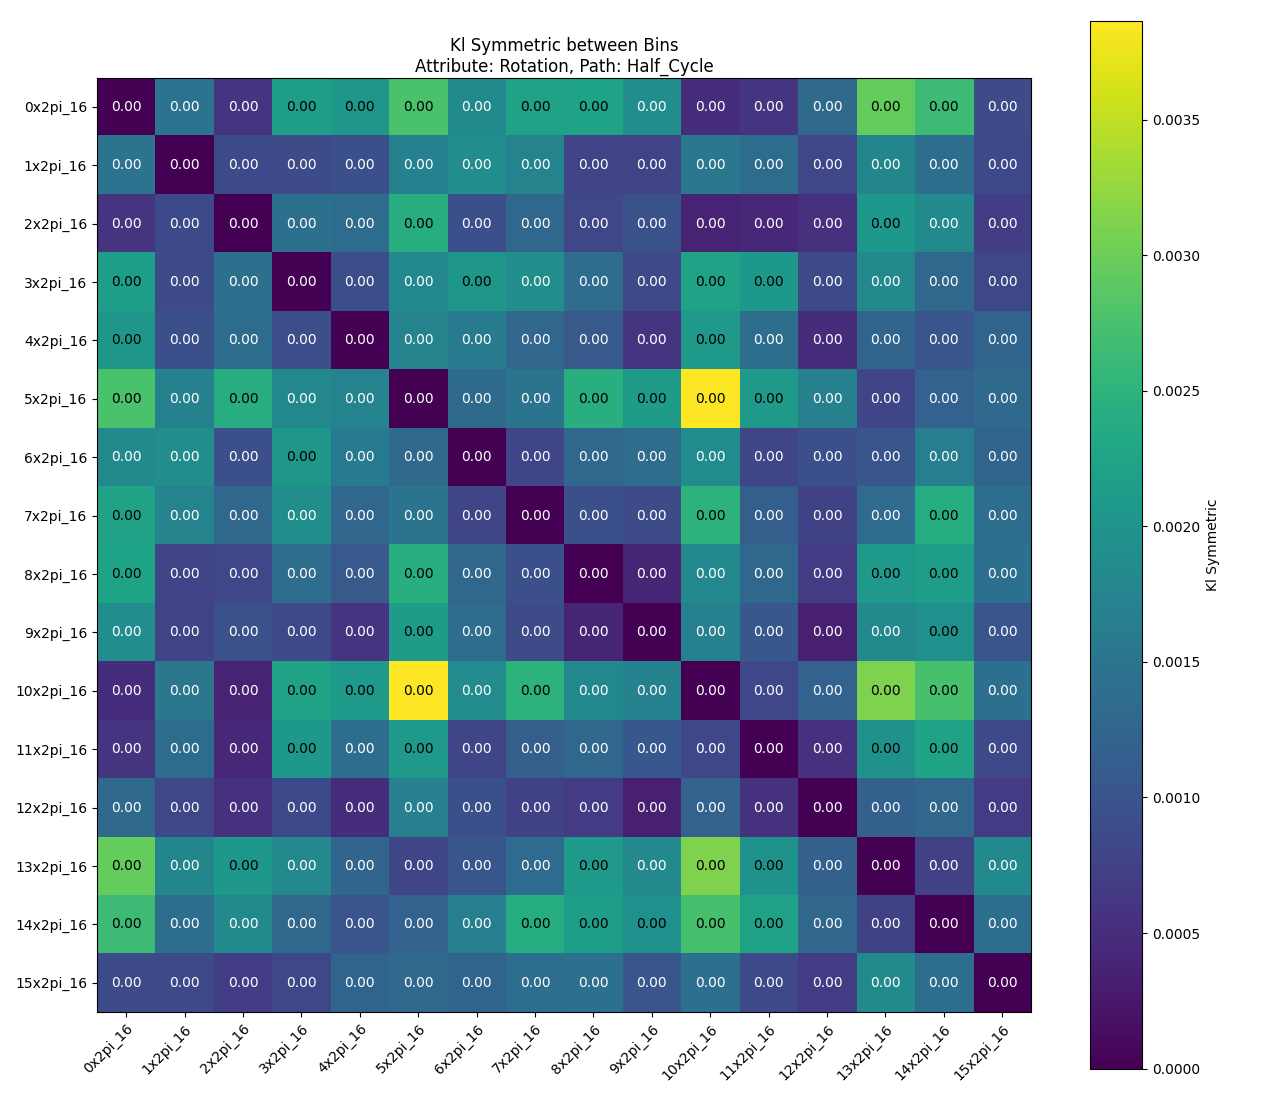 Kl Symmetric between Bins
Attribute: Rotation, Path: Half_Cycle
0x2pi_16 0.00 0.00 0.00 0.00 0.00 0.00 0.00 0.00 0.00 0.00 0.00 0.00 0.00 0.00 0.00 0.00
1x2pi_16 0.00 0.00 0.00 0.00 0.00 0.00 0.00 0.00 0.00 0.00 0.00 0.00 0.00 0.00 0.00 0.00
2x2pi_16 0.00 0.00 0.00 0.00 0.00 0.00 0.00 0.00 0.00 0.00 0.00 0.00 0.00 0.00 0.00 0.00
3x2pi_16 0.00 0.00 0.00 0.00 0.00 0.00 0.00 0.00 0.00 0.00 0.00 0.00 0.00 0.00 0.00 0.00
4x2pi_16 0.00 0.00 0.00 0.00 0.00 0.00 0.00 0.00 0.00 0.00 0.00 0.00 0.00 0.00 0.00 0.00
5x2pi_16 0.00 0.00 0.00 0.00 0.00 0.00 0.00 0.00 0.00 0.00 0.00 0.00 0.00 0.00 0.00 0.00
6x2pi_16 0.00 0.00 0.00 0.00 0.00 0.00 0.00 0.00 0.00 0.00 0.00 0.00 0.00 0.00 0.00 0.00
7x2pi_16 0.00 0.00 0.00 0.00 0.00 0.00 0.00 0.00 0.00 0.00 0.00 0.00 0.00 0.00 0.00 0.00
8x2pi_16 0.00 0.00 0.00 0.00 0.00 0.00 0.00 0.00 0.00 0.00 0.00 0.00 0.00 0.00 0.00 0.00
9x2pi_16 0.00 0.00 0.00 0.00 0.00 0.00 0.00 0.00 0.00 0.00 0.00 0.00 0.00 0.00 0.00 0.00
10x2pi_16 0.00 0.00 0.00 0.00 0.00 0.00 0.00 0.00 0.00 0.00 0.00 0.00 0.00 0.00 0.00 0.00
11x2pi_16 0.00 0.00 0.00 0.00 0.00 0.00 0.00 0.00 0.00 0.00 0.00 0.00 0.00 0.00 0.00 0.00
12x2pi_16 0.00 0.00 0.00 0.00 0.00 0.00 0.00 0.00 0.00 0.00 0.00 0.00 0.00 0.00 0.00 0.00
13x2pi_16 0.00 0.00 0.00 0.00 0.00 0.00 0.00 0.00 0.00 0.00 0.00 0.00 0.00 0.00 0.00 0.00
14x2pi_16 0.00 0.00 0.00 0.00 0.00 0.00 0.00 0.00 0.00 0.00 0.00 0.00 0.00 0.00 0.00 0.00
15x2pi_16 0.00 0.00 0.00 0.00 0.00 0.00 0.00 0.00 0.00 0.00 0.00 0.00 0.00 0.00 0.00 0.00
0x2pi_16 1x2pi_16 2x2pi_16 3x2pi_16 4x2pi_16 5x2pi_16 6x2pi_16 7x2pi_16 8x2pi_16 9x2pi_16 10x2pi_16 11x2pi_16 12x2pi_16 13x2pi_16 14x2pi_16 15x2pi_16
0.0035
0.0030
0.0025
0.0020
0.0015
0.0010
0.0005
0.0000
Kl Symmetric